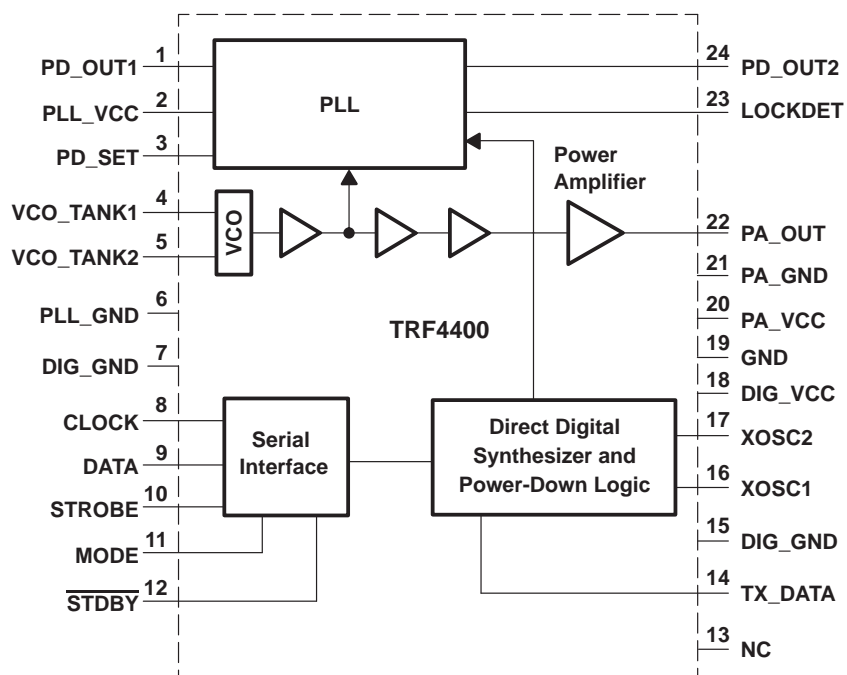 1
PD_OUT1
2
PLL_VCC
3
PD_SET
4
VCO_TANK1
5
VCO_TANK2
6
PLL_GND
7
DIG_GND
8
CLOCK
9
DATA
10
STROBE
11
MODE
12
STDBY
PLL
VCO
Power
Amplifier
TRF4400
Serial
Interface
Direct Digital
Synthesizer and
Power-Down Logic
24
PD_OUT2
23
LOCKDET
22
PA_OUT
21
PA_GND
20
PA_VCC
19
GND
18
DIG_VCC
17
XOSC2
16
XOSC1
15
DIG_GND
14
TX_DATA
13
NC